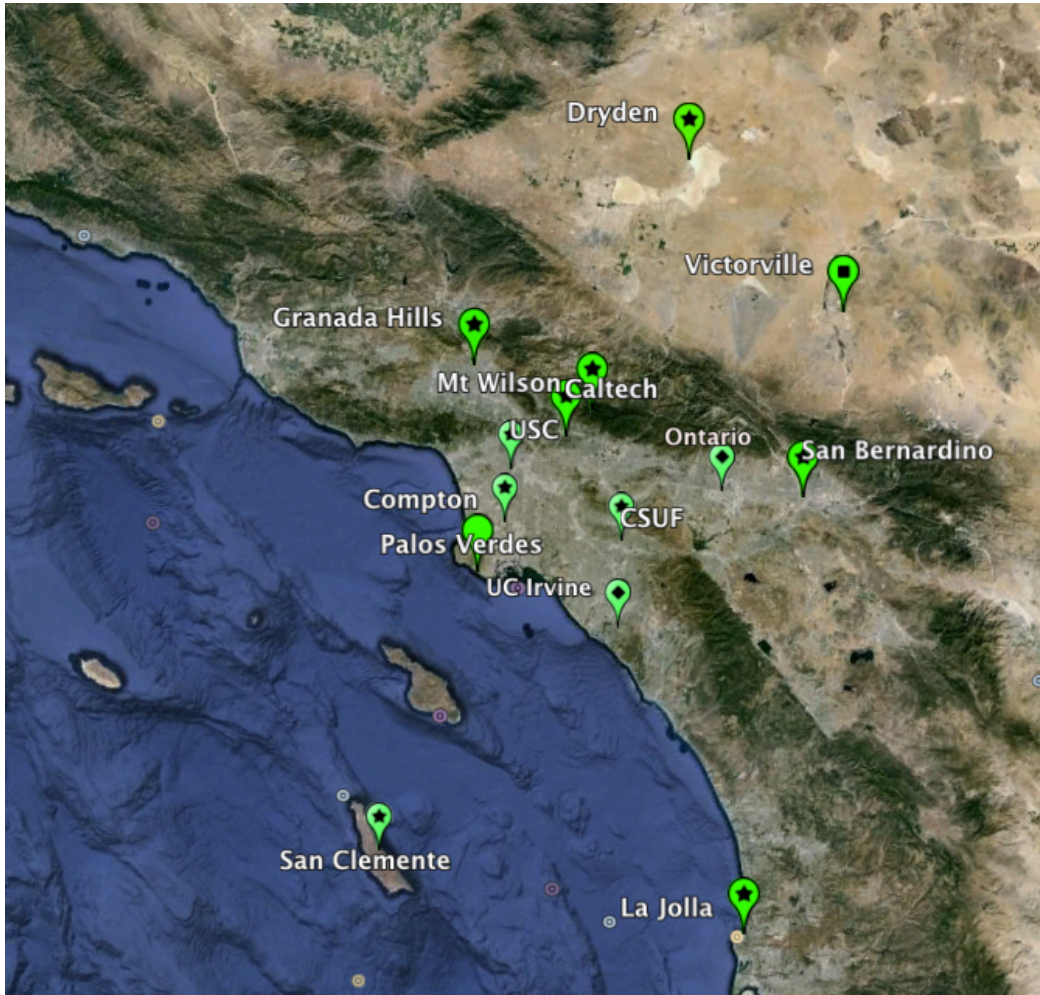 Dryden
Victorville
Granada Hills
Mt Wilson
Caltech
USC
Ontario
San Bernardino
Compton
CSUF
Palos Verdes
UC Irvine
San Clemente
La Jolla